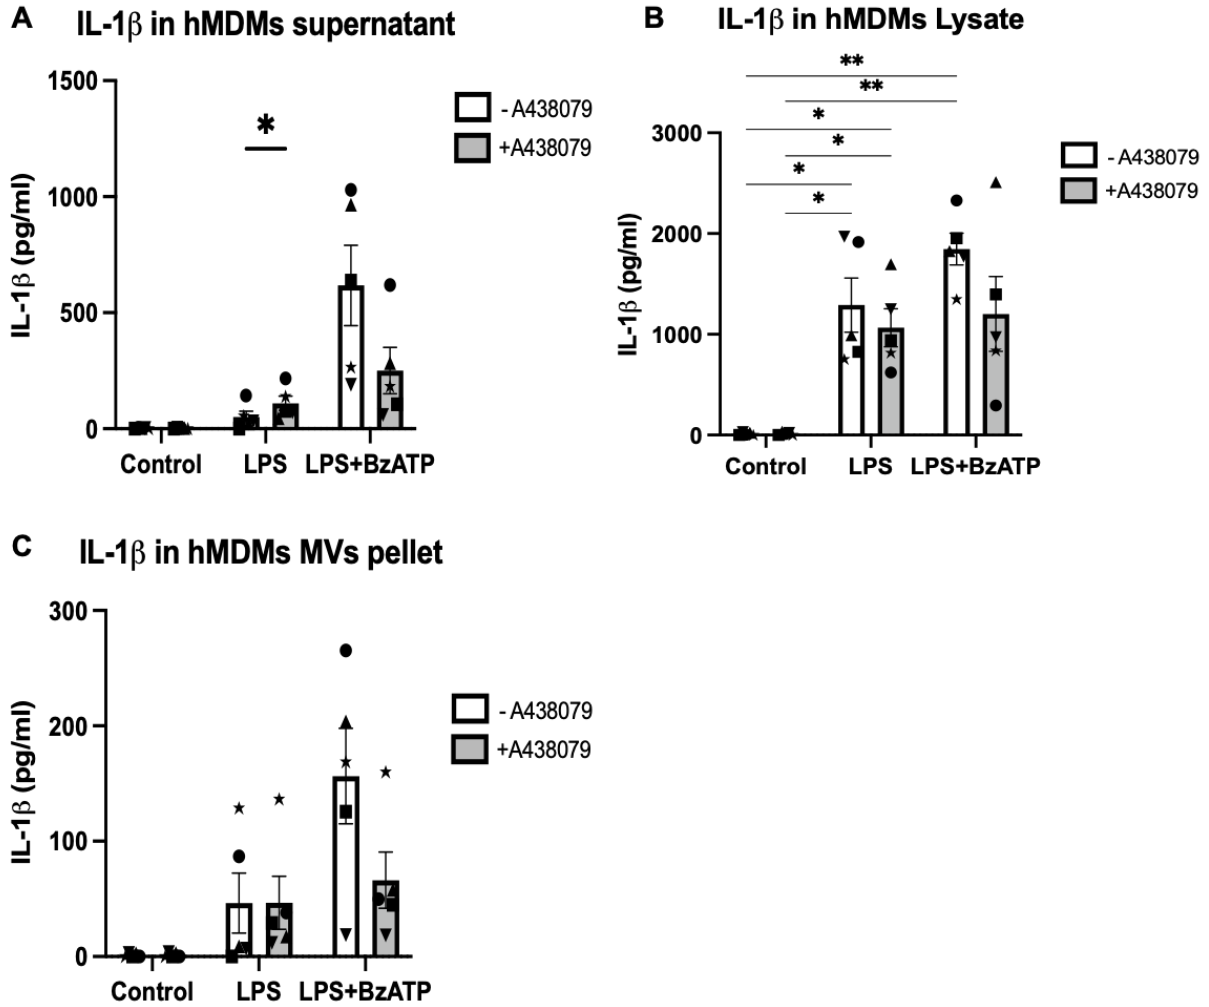 A IL-1β in hMDMs supernatant
1500
1000
500
0
IL-1β (pg/ml)
*
- A438079
+A438079
Control LPS LPS+BzATP
B IL-1β in hMDMs Lysate
**
**
*
*
*
*
3000
2000
1000
0
IL-1β (pg/ml)
- A438079
+A438079
Control LPS LPS+BzATP
C IL-1β in hMDMs MVs pellet
300
200
100
0
IL-1β (pg/ml)
- A438079
+A438079
Control LPS LPS+BzATP